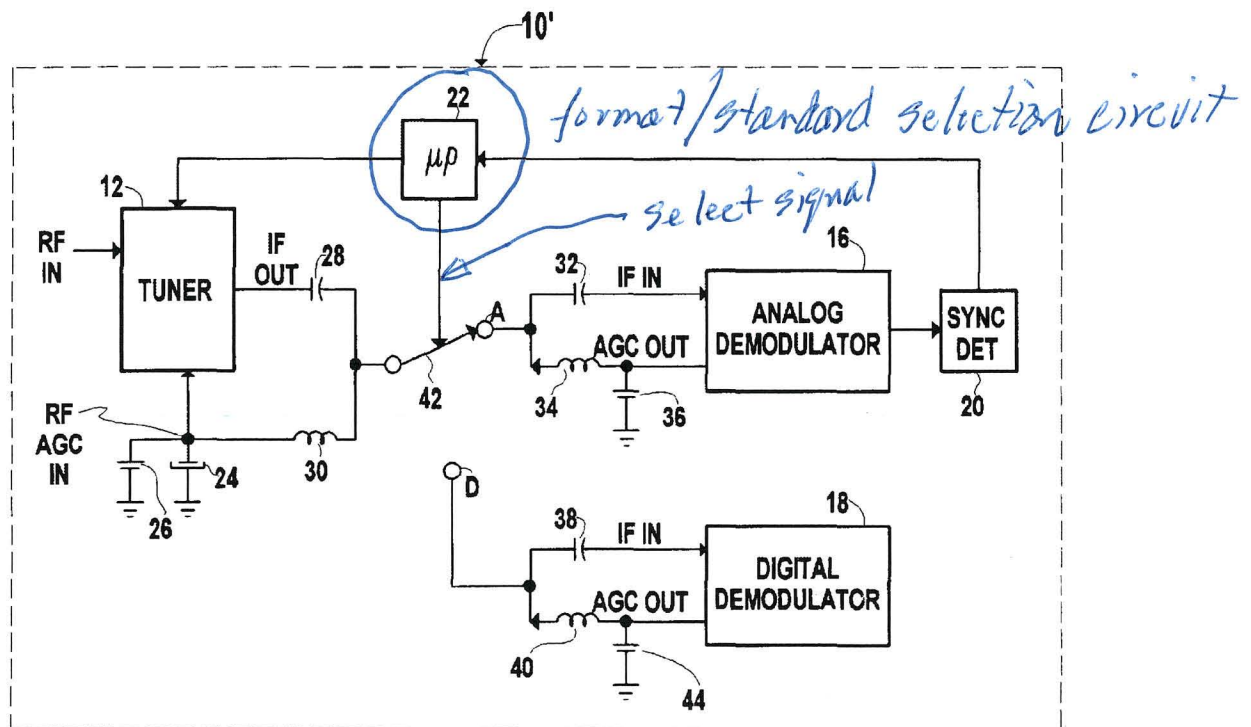 10'
22
format/standard selection circuit
μp
12
select signal
RF IN
TUNER
IF OUT
28
A
42
32
IF IN
16
ANALOG DEMODULATOR
SYNC DET
20
AGC OUT
34
36
RF AGC IN
26
24
30
D
38
IF IN
18
DIGITAL DEMODULATOR
AGC OUT
40
44